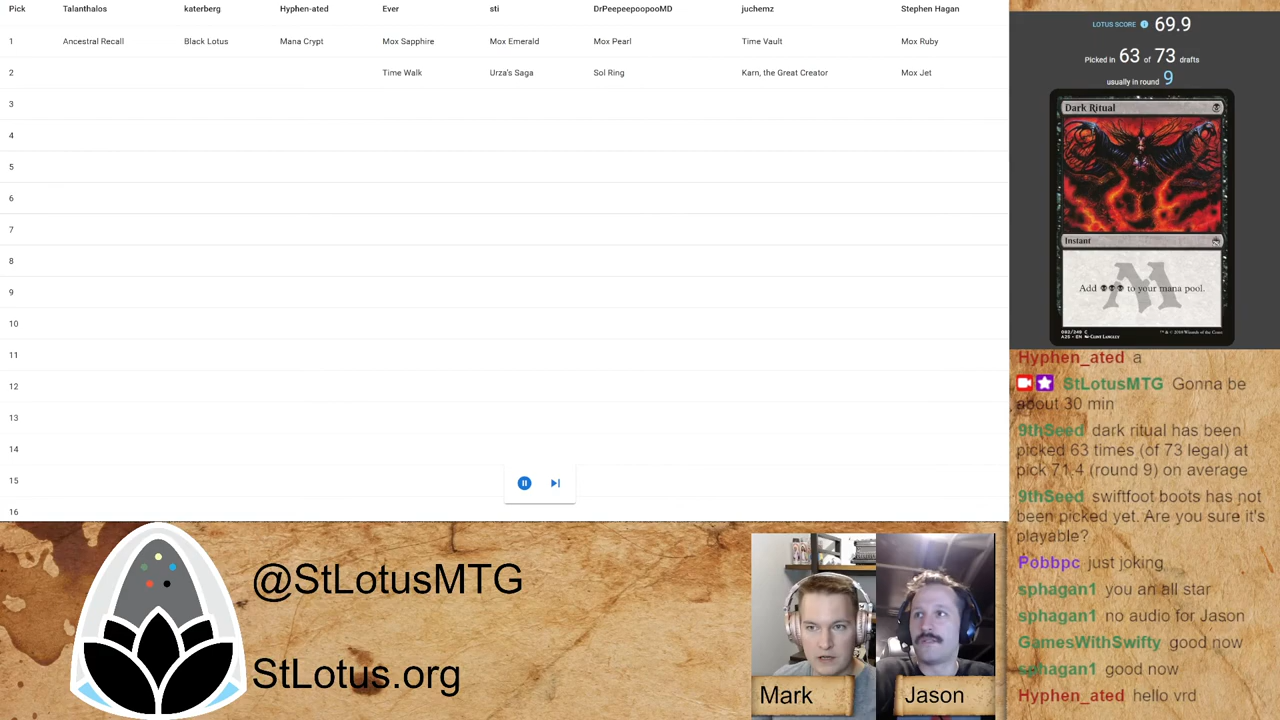 Pick Talanthalos katerberg Hyphen-ated Ever sti DrPeepeepoopooMD juchemz Stephen Hagan
1 Ancestral Recall Black Lotus Mana Crypt Mox Sapphire Mox Emerald Mox Pearl Time Vault Mox Ruby
2 Time Walk Urza's Saga Sol Ring Karn, the Great Creator Mox Jet
3
4
5
6
7
8
9
10
11
12
13
14
15
16
LOTUS SCORE i 69.9
Picked in 63 of 73 drafts
usually in round 9
Dark Ritual
Instant
Add to your mana pool.
Hyphen_ated a
StLotusMTG Gonna be
about 30 min
9thSeed dark ritual has been
picked 63 times (of 73 legal) at
pick 71.4 (round 9) on average
9thSeed swiftfoot boots has not
been picked yet. Are you sure it's
playable?
Pobbpc just joking
sphagan1 you an all star
sphagan1 no audio for Jason
GamesWithSwifty good now
sphagan1 good now
Hyphen_ated hello vrd
@StLotusMTG
StLotus.org
Mark
Jason